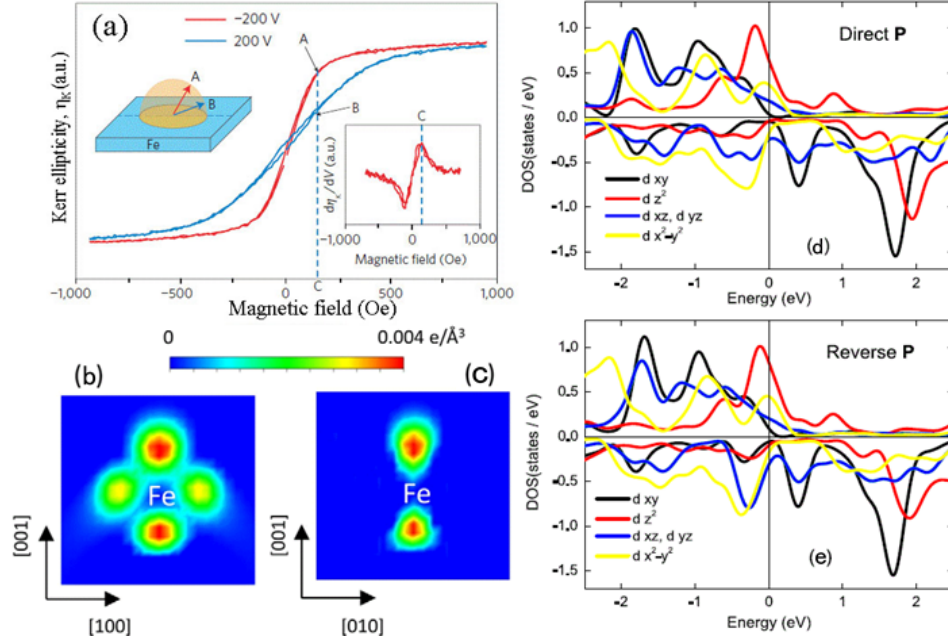 (a)
−200 V
200 V
Kerr ellipticity, ηK (a.u.)
A
B
A
B
Fe
C
dηK/dV (a.u.)
−1,000 0 1,000
Magnetic field (Oe)
−1,000 −500 0 500 1,000
C
Magnetic field (Oe)
0 0.004 e/Å³
(b)
Fe
[001]
[100]
(c)
Fe
[001]
[010]
Direct P
DOS(states / eV)
1.0
0.5
0.0
-0.5
-1.0
-1.5
d xy
d z²
d xz, d yz
d x²–y²
(d)
-2 -1 0 1 2
Energy (eV)
Reverse P
DOS(states / eV)
1.0
0.5
0.0
-0.5
-1.0
-1.5
d xy
d z²
d xz, d yz
d x²–y²
(e)
-2 -1 0 1 2
Energy (eV)